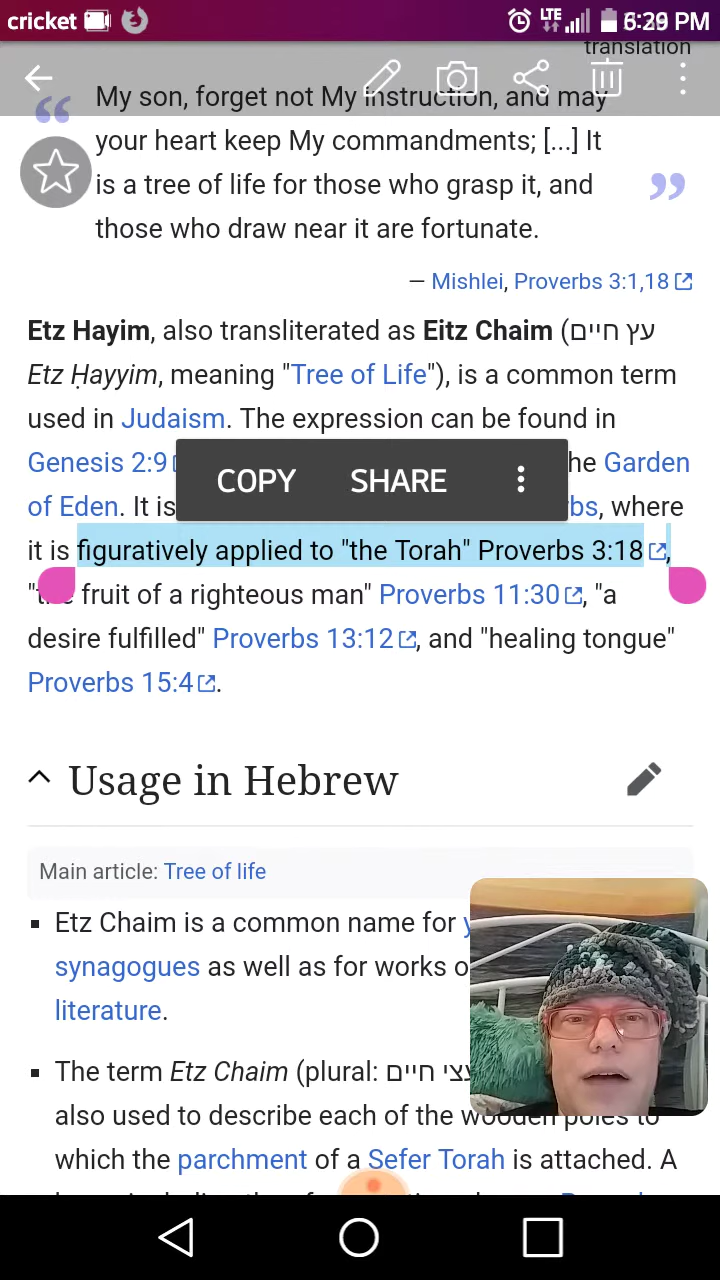 cricket LTE 6:29 PM
translation
My son, forget not My instruction, and may
your heart keep My commandments; [...] It
is a tree of life for those who grasp it, and
those who draw near it are fortunate.
— Mishlei, Proverbs 3:1,18
Etz Hayim, also transliterated as Eitz Chaim (עץ חיים
Etz Ḥayyim, meaning "Tree of Life"), is a common term
used in Judaism. The expression can be found in
Genesis 2:9 he Garden
COPY SHARE
of Eden. It is bs, where
it is figuratively applied to "the Torah" Proverbs 3:18,
fruit of a righteous man" Proverbs 11:30, "a
desire fulfilled" Proverbs 13:12, and "healing tongue"
Proverbs 15:4.
Usage in Hebrew
Main article: Tree of life
Etz Chaim is a common name for
synagogues as well as for works o
literature.
The term Etz Chaim (plural: עצי חיים
also used to describe each of the wooden poles to
which the parchment of a Sefer Torah is attached. A